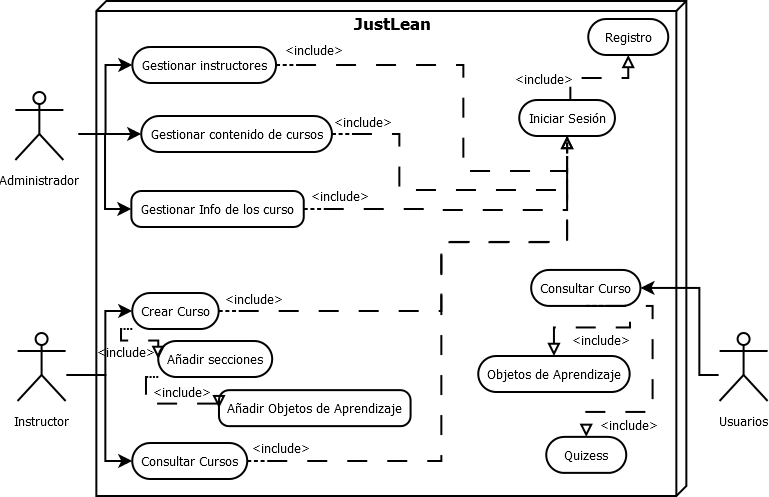 JustLean
Registro
<include>
Gestionar instructores
<include>
Iniciar Sesión
<include>
Gestionar contenido de cursos
Administrador
<include>
Gestionar Info de los curso
Consultar Curso
<include>
Crear Curso
<include>
<include>
Añadir secciones
Objetos de Aprendizaje
<include>
Añadir Objetos de Aprendizaje
Instructor
Usuarios
<include>
<include>
Consultar Cursos
Quizess